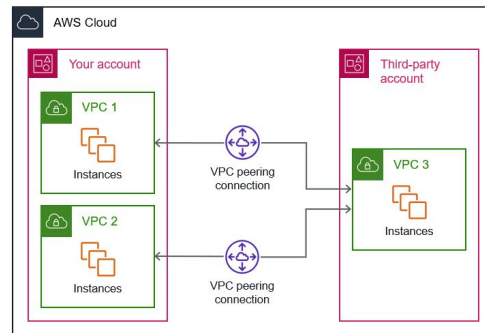 AWS Cloud
Your account
VPC 1
Instances
VPC 2
Instances
VPC peering
connection
VPC peering
connection
Third-party
account
VPC 3
Instances